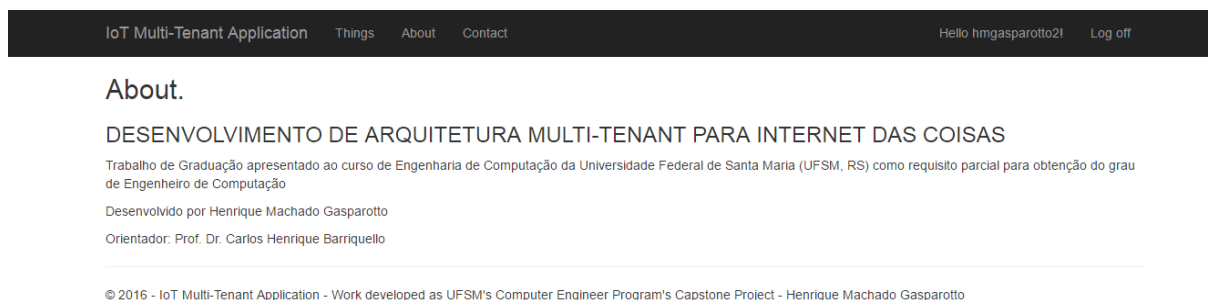 IoT Multi-Tenant Application Things About Contact Hello hmgasparotto2! Log off
About.
DESENVOLVIMENTO DE ARQUITETURA MULTI-TENANT PARA INTERNET DAS COISAS
Trabalho de Graduação apresentado ao curso de Engenharia de Computação da Universidade Federal de Santa Maria (UFSM, RS) como requisito parcial para obtenção do grau
de Engenheiro de Computação
Desenvolvido por Henrique Machado Gasparotto
Orientador: Prof. Dr. Carlos Henrique Barriquello
© 2016 - IoT Multi-Tenant Application - Work developed as UFSM's Computer Engineer Program's Capstone Project - Henrique Machado Gasparotto